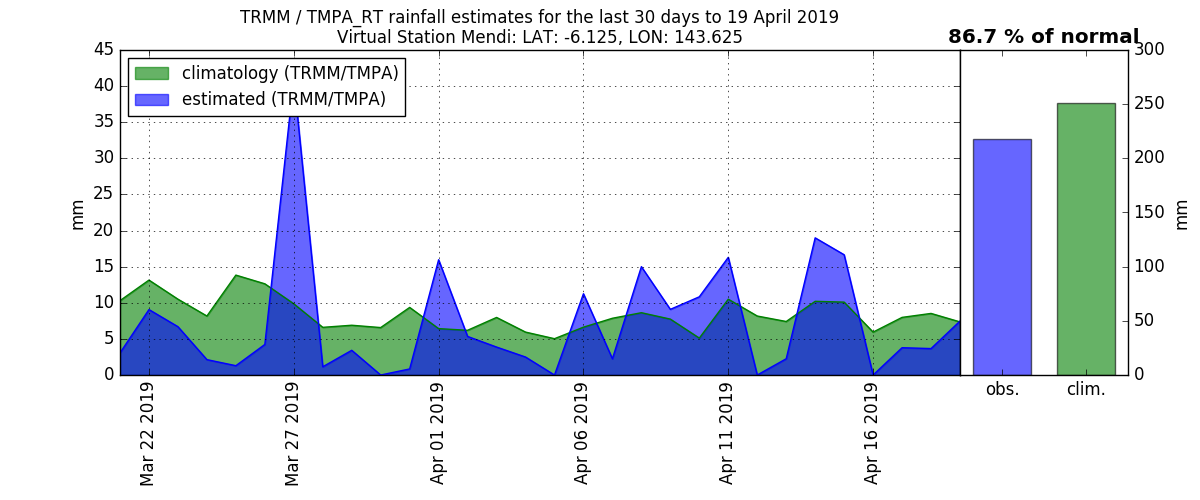 TRMM / TMPA_RT rainfall estimates for the last 30 days to 19 April 2019
Virtual Station Mendi: LAT: -6.125, LON: 143.625
86.7 % of normal
climatology (TRMM/TMPA)
estimated (TRMM/TMPA)
45
40
35
30
25
20
15
10
5
0
mm
Mar 22 2019
Mar 27 2019
Apr 01 2019
Apr 06 2019
Apr 11 2019
Apr 16 2019
obs.
clim.
300
250
200
150
100
50
0
mm